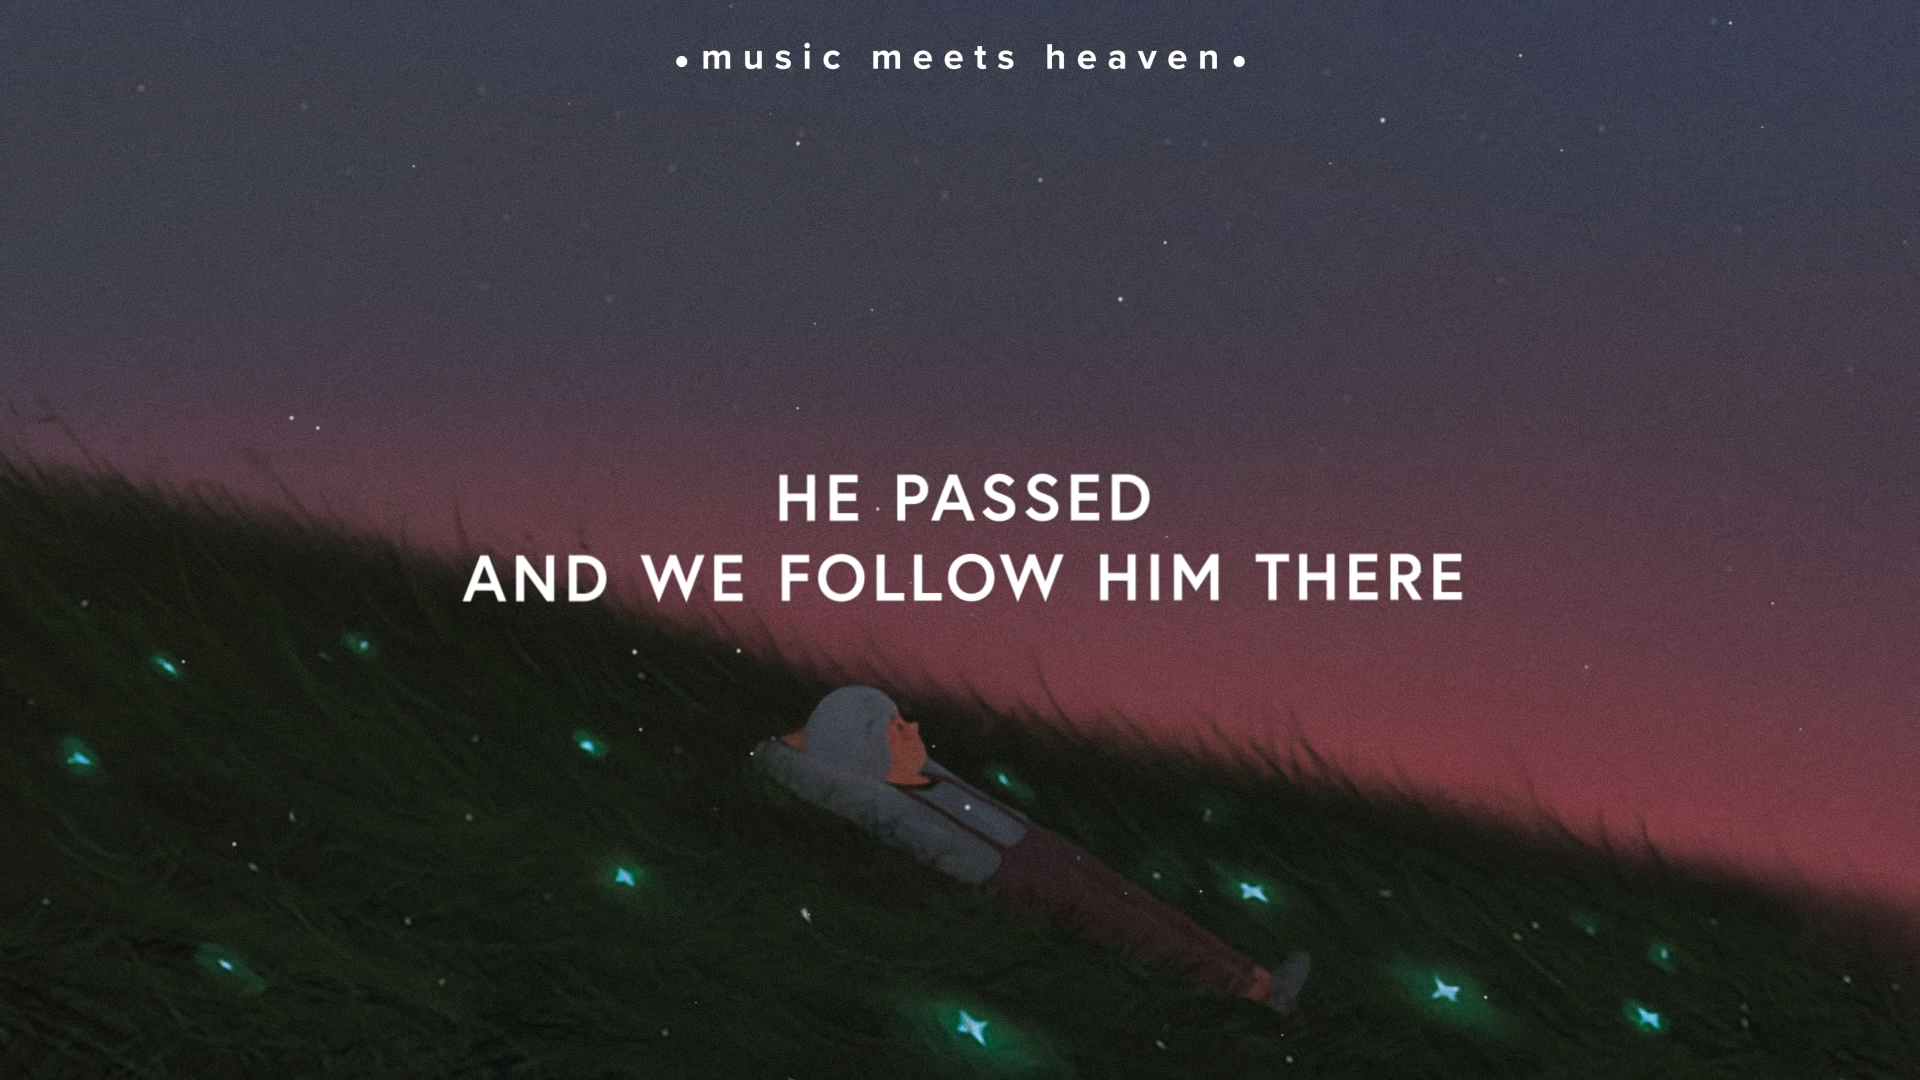 •music meets heaven•
HE PASSED
AND WE FOLLOW HIM THERE